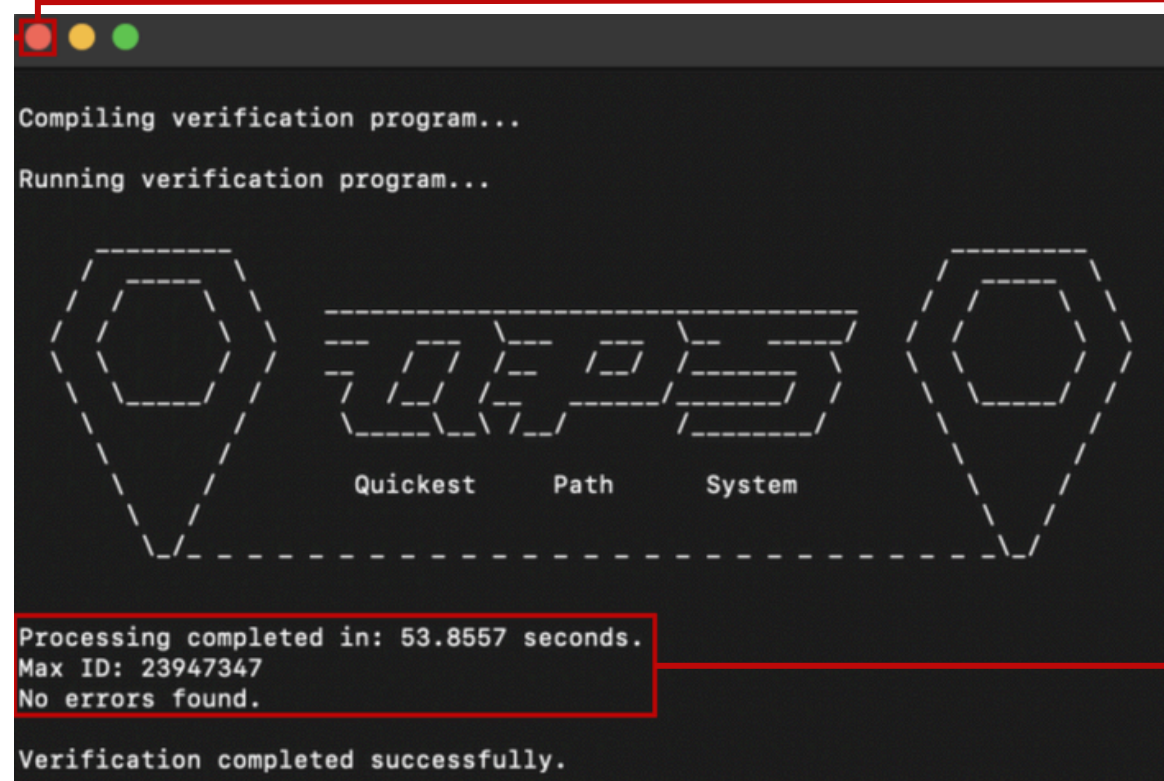 Compiling verification program...
Running verification program...
QPS
Quickest Path System
Processing completed in: 53.8557 seconds.
Max ID: 23947347
No errors found.
Verification completed successfully.